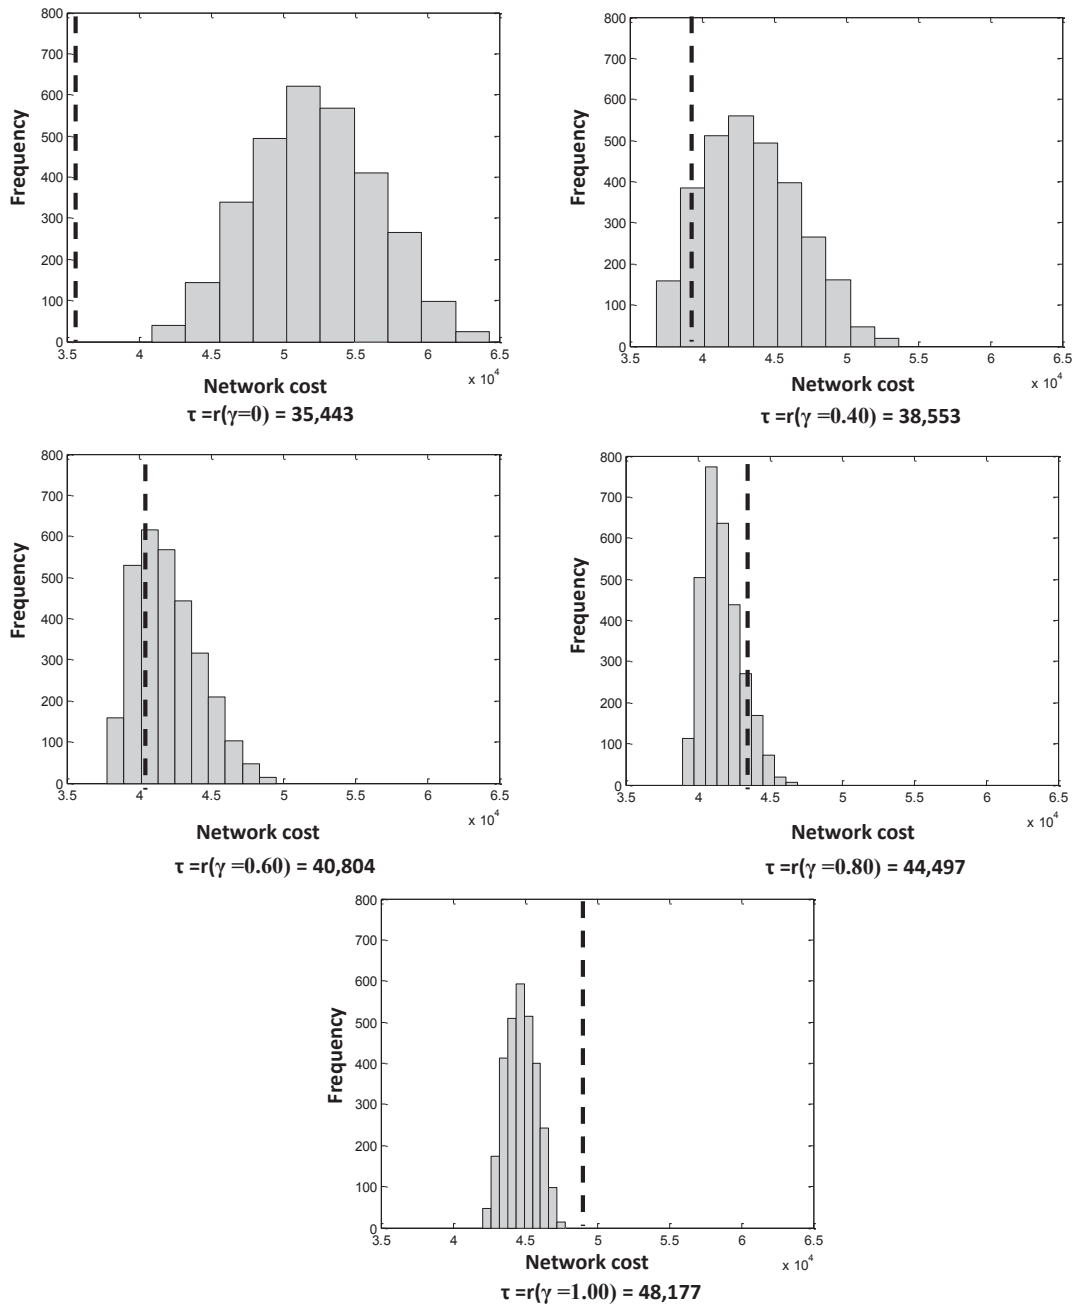 800
700
600
500
400
300
200
100
0
Frequency
3.5 4 4.5 5 5.5 6 6.5
x 10^4
Network cost
τ =r(γ=0) = 35,443
800
700
600
500
400
300
200
100
0
Frequency
3.5 4 4.5 5 5.5 6 6.5
x 10^4
Network cost
τ =r(γ =0.40) = 38,553
800
700
600
500
400
300
200
100
0
Frequency
3.5 4 4.5 5 5.5 6 6.5
x 10^4
Network cost
τ =r(γ =0.60) = 40,804
800
700
600
500
400
300
200
100
0
Frequency
3.5 4 4.5 5 5.5 6 6.5
x 10^4
Network cost
τ =r(γ =0.80) = 44,497
800
700
600
500
400
300
200
100
0
Frequency
3.5 4 4.5 5 5.5 6 6.5
x 10^4
Network cost
τ =r(γ =1.00) = 48,177